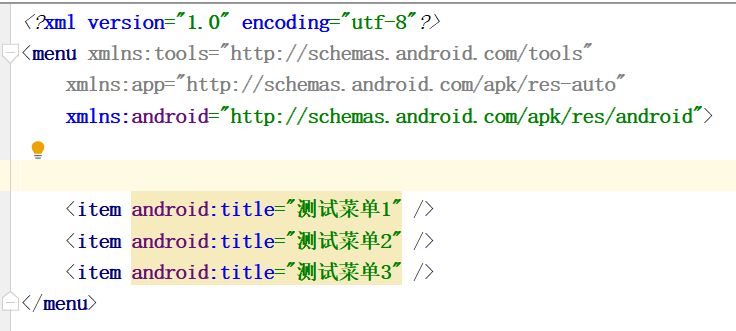 <?xml version="1.0" encoding="utf-8"?>
<menu xmlns:tools="http://schemas.android.com/tools"
    xmlns:app="http://schemas.android.com/apk/res-auto"
    xmlns:android="http://schemas.android.com/apk/res/android">
    <item android:title="测试菜单1" />
    <item android:title="测试菜单2" />
    <item android:title="测试菜单3" />
</menu>